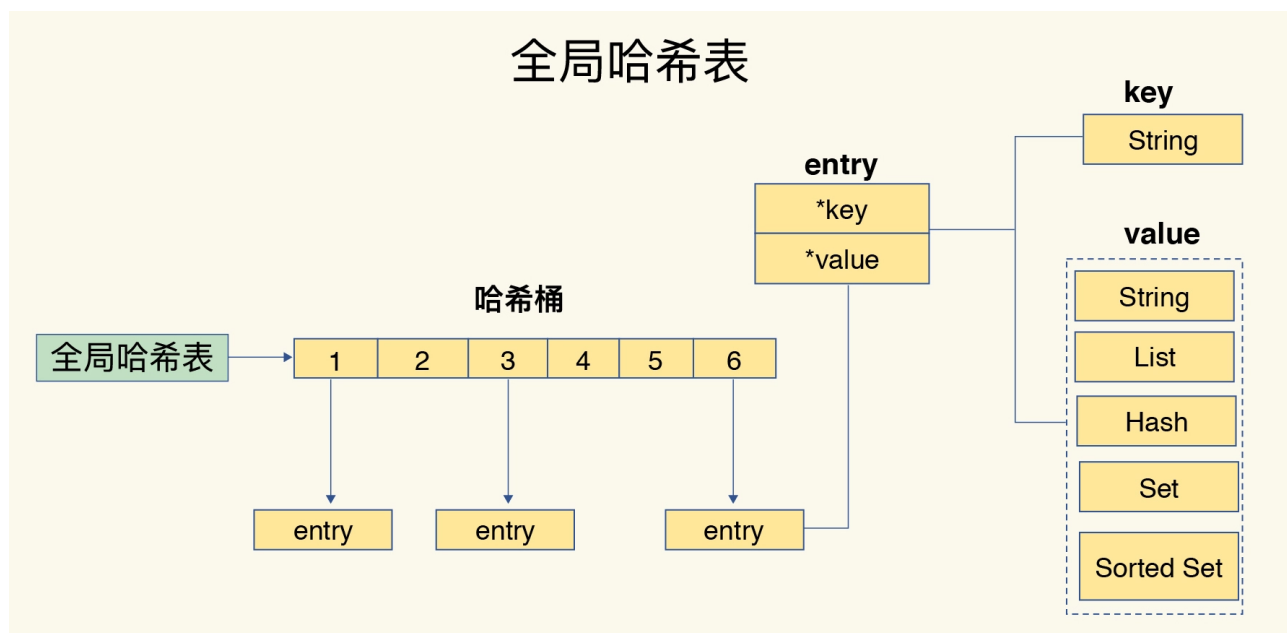 全局哈希表
key
String
entry
*key
*value
value
String
List
Hash
Set
Sorted Set
哈希桶
全局哈希表
1 2 3 4 5 6
entry entry entry